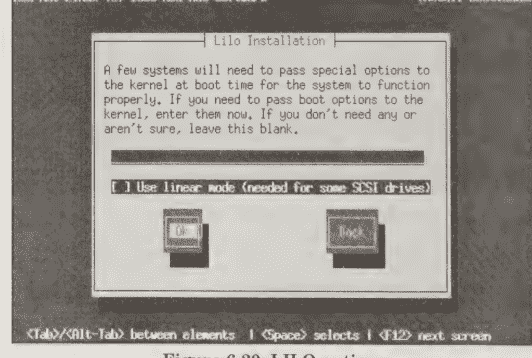 Lilo Installation
A few systems will need to pass special options to
the kernel at boot time for the system to function
properly. If you need to pass boot options to the
kernel, enter them now. If you don't need any or
aren't sure, leave this blank.
[ ] Use linear mode (needed for some SCSI drives)
Ok Back
<Tab>/<Alt-Tab> between elements | <Space> selects | <F12> next screen